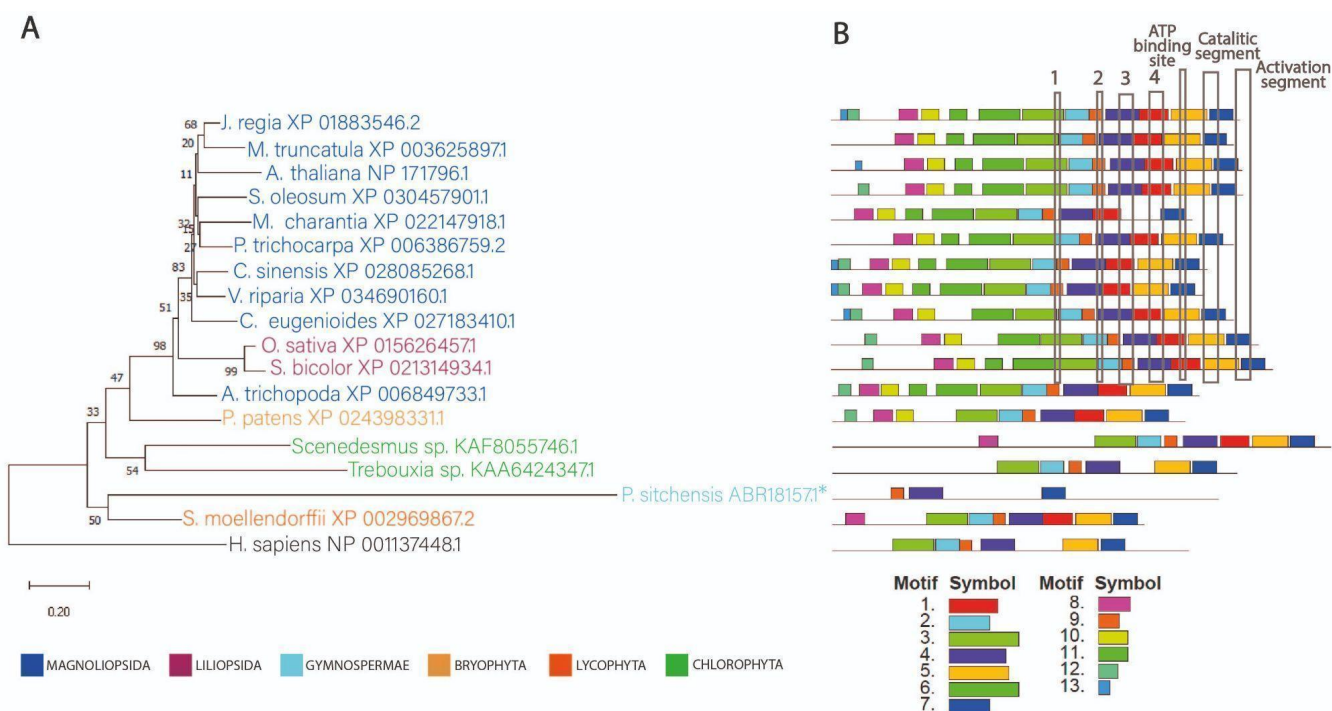 A
B
ATP
binding
site
Catalitic
segment
Activation
segment
1
2
3
4
68
J. regia XP 01883546.2
20
M. truncatula XP 003625897.1
11
A. thaliana NP 171796.1
S. oleosum XP 030457901.1
32
M. charantia XP 022147918.1
15
27
P. trichocarpa XP 006386759.2
83
C. sinensis XP 028085268.1
35
V. riparia XP 034690160.1
51
C. eugenioides XP 027183410.1
98
O. sativa XP 015626457.1
99
S. bicolor XP 021314934.1
47
A. trichopoda XP 006849733.1
33
P. patens XP 024398331.1
Scenedesmus sp. KAF8055746.1
54
Trebouxia sp. KAA6424347.1
P. sitchensis ABR18157.1*
50
S. moellendorffii XP 002969867.2
H. sapiens NP 001137448.1
0.20
Motif Symbol
1.
2.
3.
4.
5.
6.
7.
Motif Symbol
8.
9.
10.
11.
12.
13.
MAGNOLIOPSIDA
LILIOPSIDA
GYMNOSPERMAE
BRYOPHYTA
LYCOPHYTA
CHLOROPHYTA